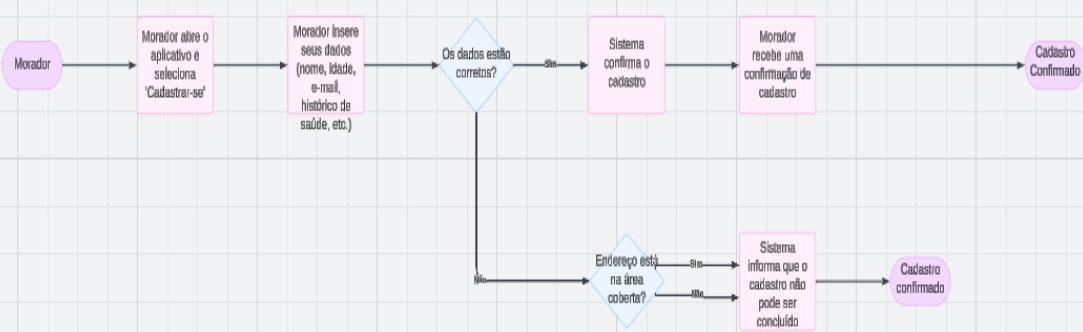 Morador
Morador abre o
aplicativo e
seleciona
'Cadastrar-se'
Morador insere
seus dados
(nome, idade,
e-mail,
histórico de
saúde, etc.)
Os dados estão
corretos?
Sim
Sistema
confirma o
cadastro
Morador
recebe uma
confirmação de
cadastro
Cadastro
Confirmado
Não
Endereço está
na área
coberta?
Sim
Não
Sistema
informa que o
cadastro não
pode ser
concluído
Cadastro
confirmado